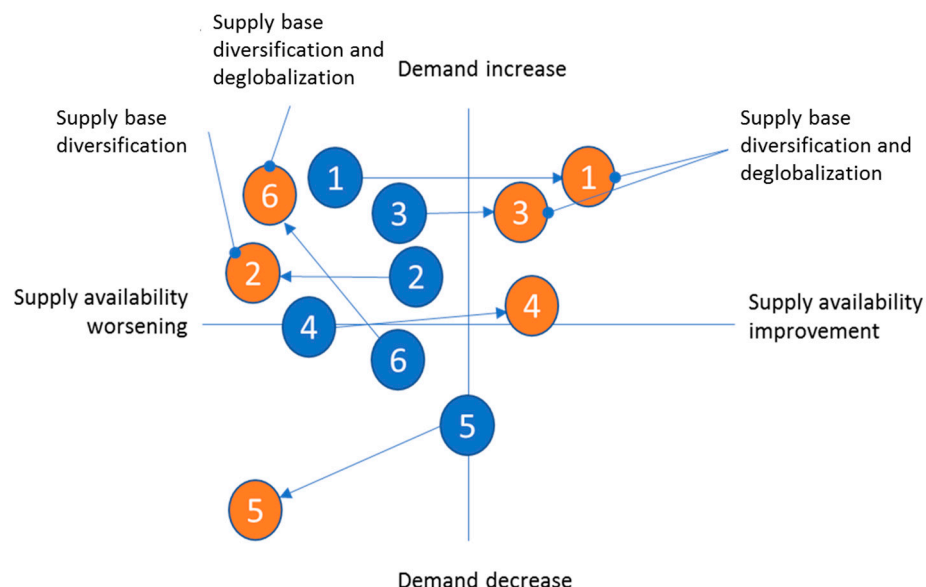 Supply base
diversification and
deglobalization
Demand increase
Supply base
diversification
Supply base
diversification and
deglobalization
6
1
1
3
3
2
2
Supply availability
worsening
4
4
Supply availability
improvement
6
5
5
Demand decrease